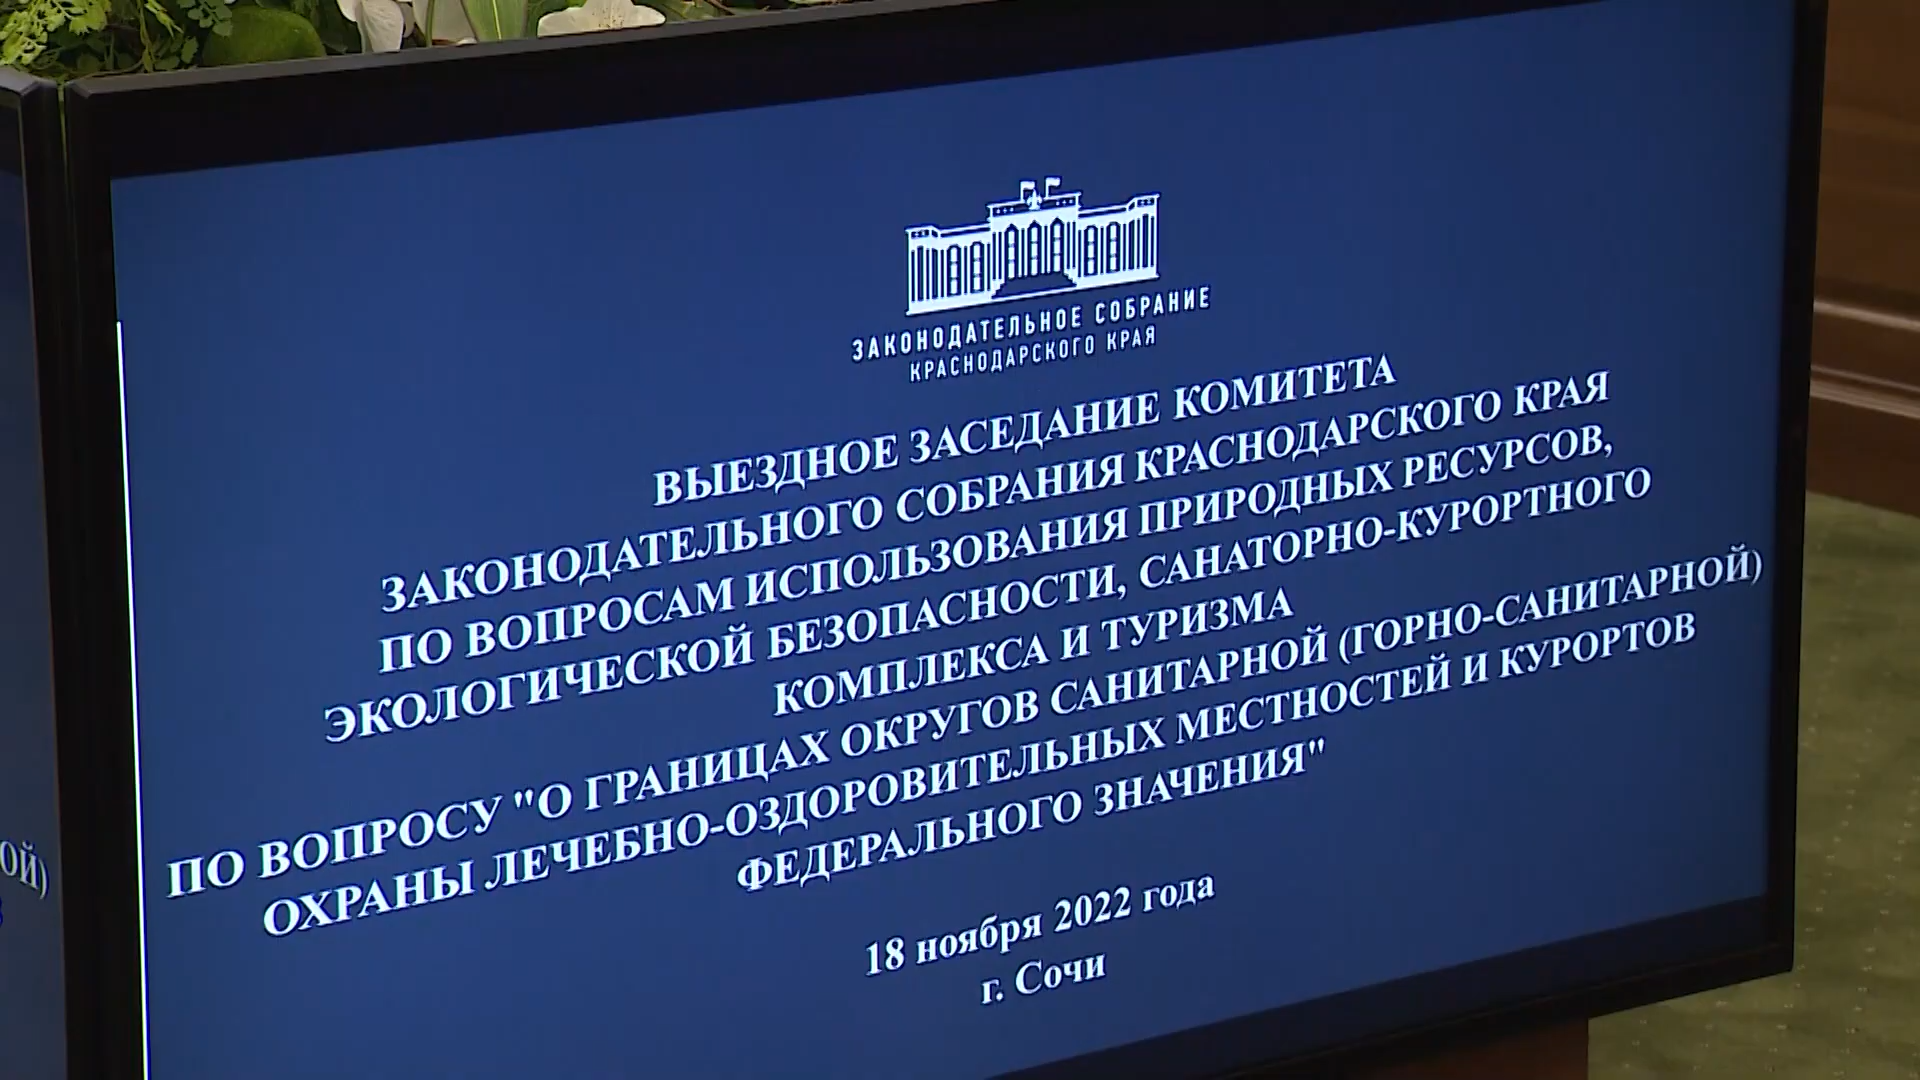 ЗАКОНОДАТЕЛЬНОЕ СОБРАНИЕ
КРАСНОДАРСКОГО КРАЯ
ВЫЕЗДНОЕ ЗАСЕДАНИЕ КОМИТЕТА
ЗАКОНОДАТЕЛЬНОГО СОБРАНИЯ КРАСНОДАРСКОГО КРАЯ
ПО ВОПРОСАМ ИСПОЛЬЗОВАНИЯ ПРИРОДНЫХ РЕСУРСОВ,
ЭКОЛОГИЧЕСКОЙ БЕЗОПАСНОСТИ, САНАТОРНО-КУРОРТНОГО
КОМПЛЕКСА И ТУРИЗМА
ПО ВОПРОСУ "О ГРАНИЦАХ ОКРУГОВ САНИТАРНОЙ (ГОРНО-САНИТАРНОЙ)
ОХРАНЫ ЛЕЧЕБНО-ОЗДОРОВИТЕЛЬНЫХ МЕСТНОСТЕЙ И КУРОРТОВ
ФЕДЕРАЛЬНОГО ЗНАЧЕНИЯ"
18 ноября 2022 года
г. Сочи
ОЙ)